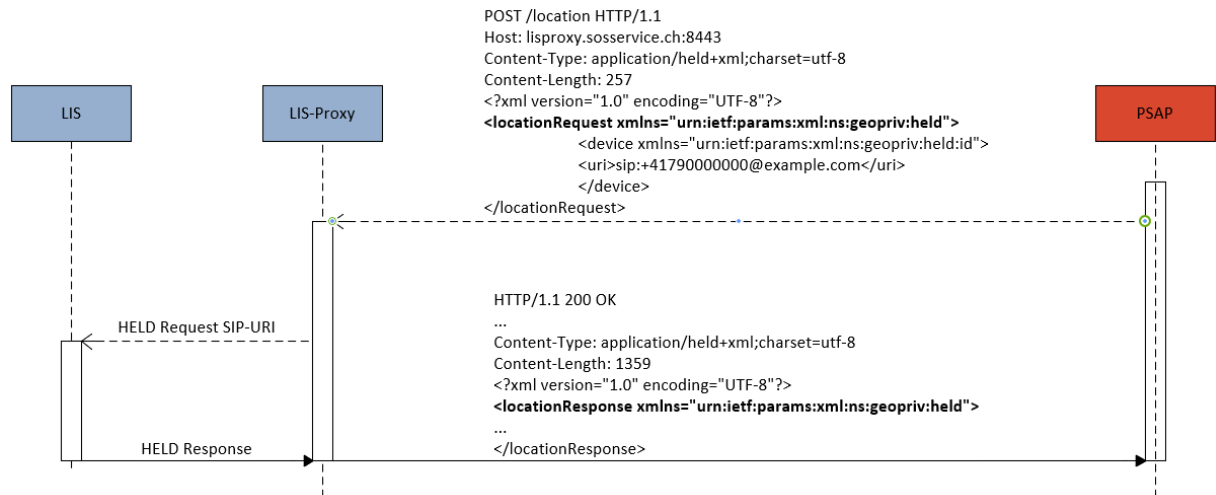 POST /location HTTP/1.1
Host: lisproxy.sosservice.ch:8443
Content-Type: application/held+xml;charset=utf-8
Content-Length: 257
<?xml version="1.0" encoding="UTF-8"?>
<locationRequest xmlns="urn:ietf:params:xml:ns:geopriv:held">
<device xmlns="urn:ietf:params:xml:ns:geopriv:held:id">
<uri>sip:+41790000000@example.com</uri>
</device>
</locationRequest>
LIS
LIS-Proxy
PSAP
HTTP/1.1 200 OK
...
Content-Type: application/held+xml;charset=utf-8
Content-Length: 1359
<?xml version="1.0" encoding="UTF-8"?>
<locationResponse xmlns="urn:ietf:params:xml:ns:geopriv:held">
...
</locationResponse>
HELD Request SIP-URI
HELD Response